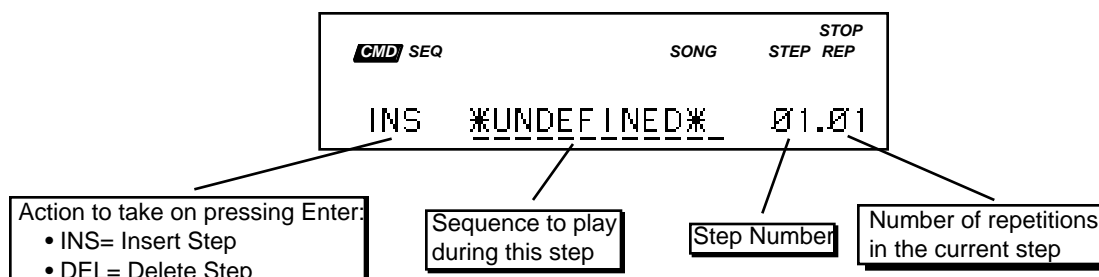 STOP
CMD SEQ SONG STEP REP
INS *UNDEFINED*_ 01.01
Action to take on pressing Enter:
• INS= Insert Step
• DEL= Delete Step
Sequence to play
during this step
Step Number
Number of repetitions
in the current step